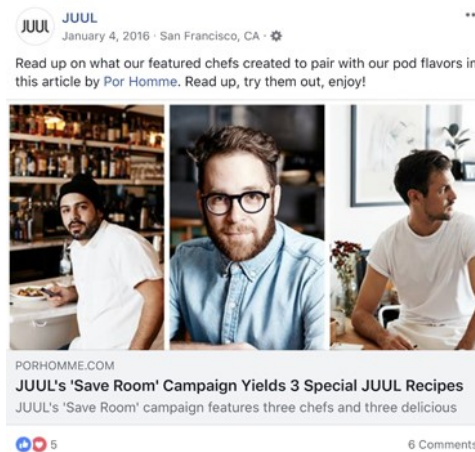 JUUL
JUUL
January 4, 2016 · San Francisco, CA ·
Read up on what our featured chefs created to pair with our pod flavors in
this article by Por Homme. Read up, try them out, enjoy!
PORHOMME.COM
JUUL's 'Save Room' Campaign Yields 3 Special JUUL Recipes
JUUL's 'Save Room' campaign features three chefs and three delicious
5
6 Comments